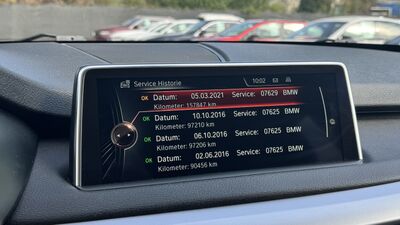 Service Historie
10:02
OK Datum: 05.03.2021 Service: 07629 BMW
Kilometer: 157847 km
OK Datum: 10.10.2016 Service: 07625 BMW
Kilometer: 97210 km
OK Datum: 06.10.2016 Service: 07625 BMW
Kilometer: 97206 km
OK Datum: 02.06.2016 Service: 07625 BMW
Kilometer: 90456 km